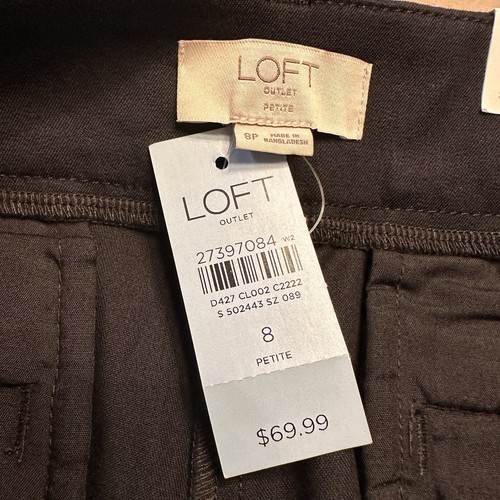 LOFT
OUTLET
PETITE
8P
MADE IN
BANGLADESH
LOFT
OUTLET
27397084 W2
D427 CL002 C2222
S 502443 SZ 089
8
PETITE
$69.99